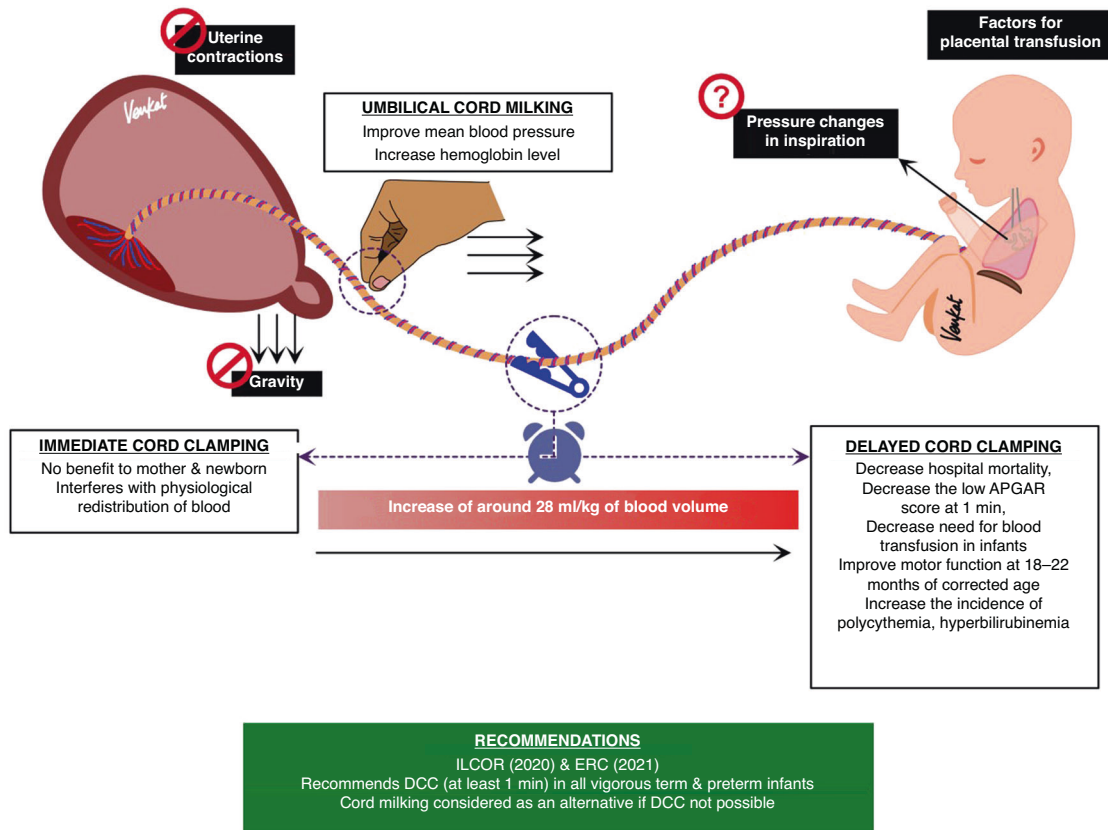 Uterine
contractions
Factors for
placental transfusion
Venkat
UMBILICAL CORD MILKING
Improve mean blood pressure
Increase hemoglobin level
?
Pressure changes
in inspiration
Venkat
Gravity
IMMEDIATE CORD CLAMPING
No benefit to mother & newborn
Interferes with physiological
redistribution of blood
Increase of around 28 ml/kg of blood volume
DELAYED CORD CLAMPING
Decrease hospital mortality,
Decrease the low APGAR
score at 1 min,
Decrease need for blood
transfusion in infants
Improve motor function at 18–22
months of corrected age
Increase the incidence of
polycythemia, hyperbilirubinemia
RECOMMENDATIONS
ILCOR (2020) & ERC (2021)
Recommends DCC (at least 1 min) in all vigorous term & preterm infants
Cord milking considered as an alternative if DCC not possible